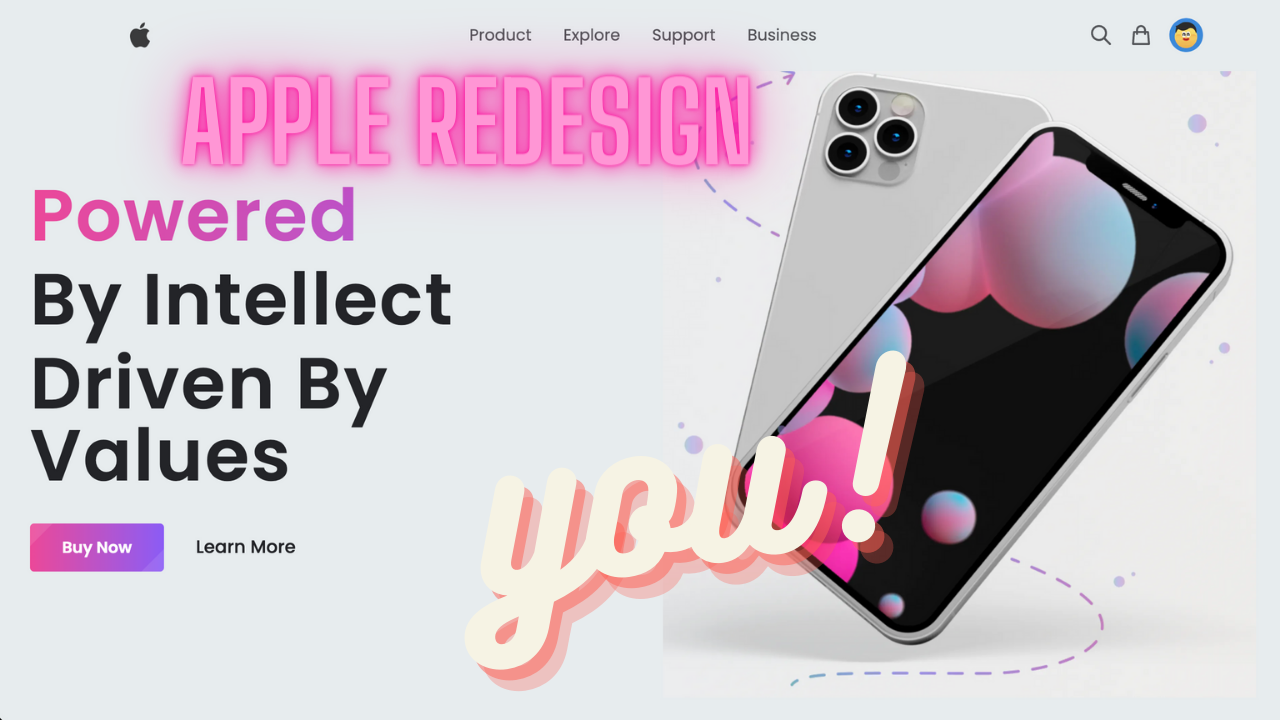 Product Explore Support Business
APPLE REDESIGN
Powered
By Intellect
Driven By
Values
you!
Buy Now Learn More